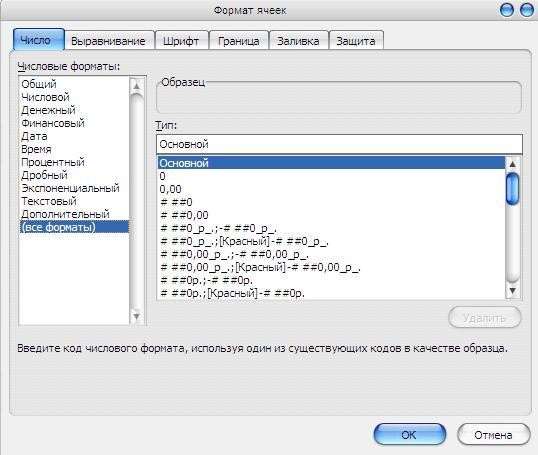 Формат ячеек
Число Выравнивание Шрифт Граница Заливка Защита
Числовые форматы:
Общий
Числовой
Денежный
Финансовый
Дата
Время
Процентный
Дробный
Экспоненциальный
Текстовый
Дополнительный
(все форматы)
Образец
Тип:
Основной
Основной
0
0,00
# ##0
# ##0,00
# ##0_р_.;-# ##0_р_.
# ##0_р_.;[Красный]-# ##0_р_.
# ##0,00_р_.;-# ##0,00_р_.
# ##0,00_р_.;[Красный]-# ##0,00_р_.
# ##0р.;-# ##0р.
# ##0р.;[Красный]-# ##0р.
Удалить
Введите код числового формата, используя один из существующих кодов в качестве образца.
OK Отмена